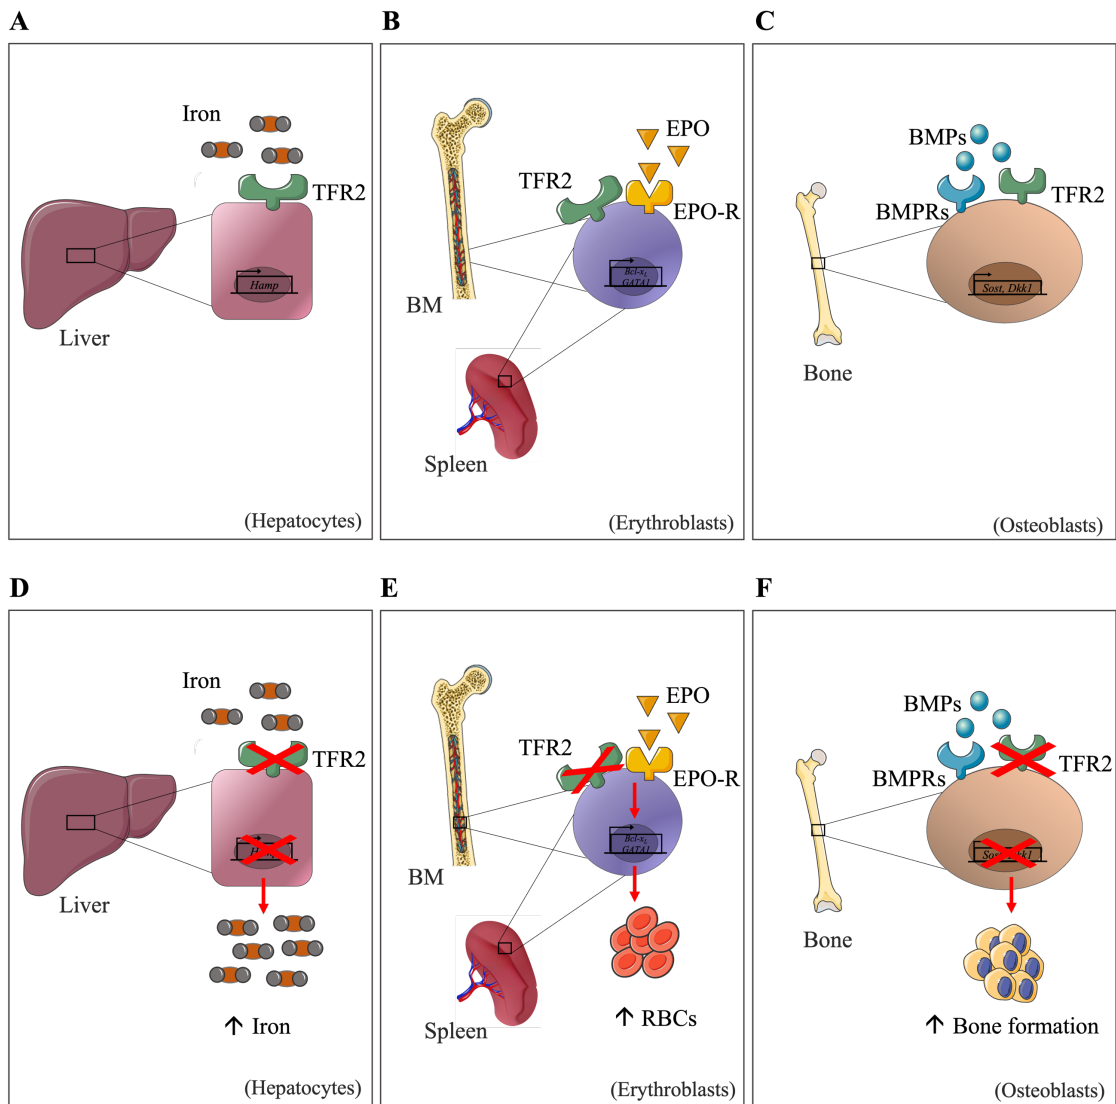 A
Iron
TFR2
Hamp
Liver
(Hepatocytes)
B
EPO
TFR2
EPO-R
Bcl-xL
GATA1
BM
Spleen
(Erythroblasts)
C
BMPs
BMPRs
TFR2
Sost, Dkk1
Bone
(Osteoblasts)
D
Iron
TFR2
Liver
↑ Iron
(Hepatocytes)
E
EPO
TFR2
EPO-R
Bcl-xL
GATA1
BM
Spleen
↑ RBCs
(Erythroblasts)
F
BMPs
BMPRs
TFR2
Bone
↑ Bone formation
(Osteoblasts)